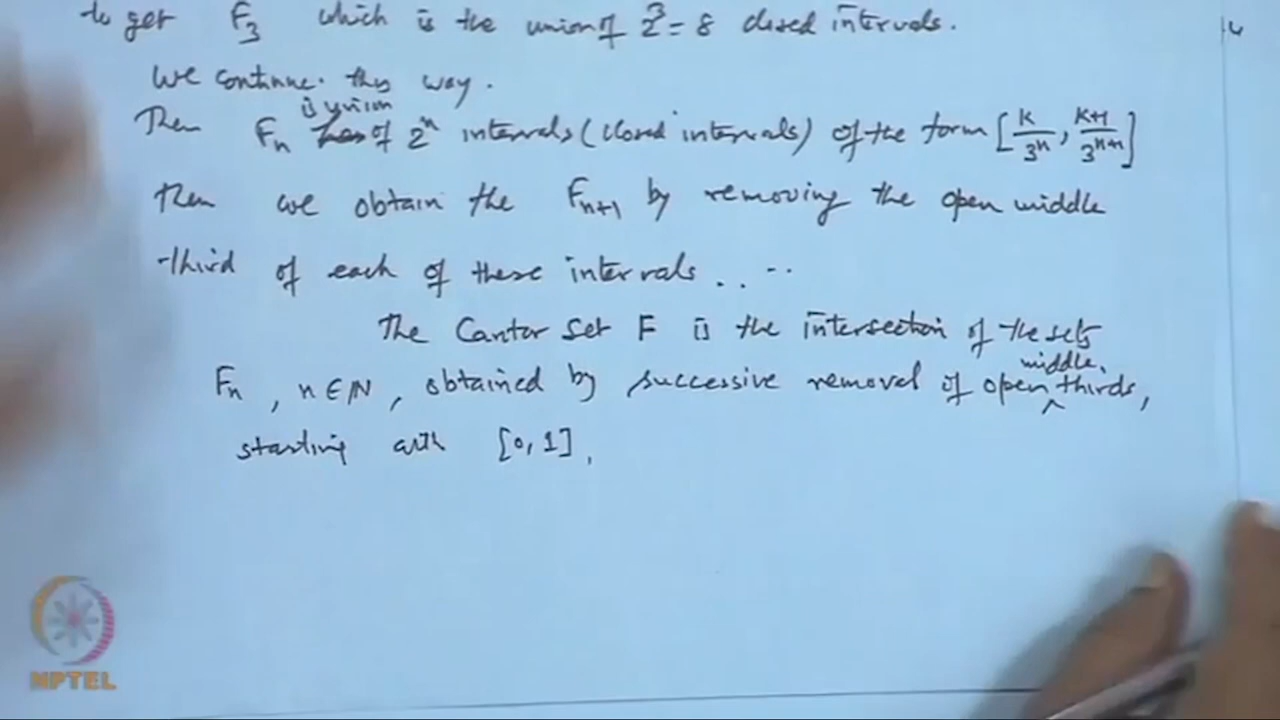 to get F₃ which is the union of 2³ = 8 closed intervals.
14
We continue this way.
is union
Then Fₙ of 2ⁿ intervals (closed intervals) of the form [k/3ⁿ, k+1/3ⁿ⁺ⁿ]
Then we obtain the Fₙ₊₁ by removing the open middle
-third of each of these intervals.. --
The Cantor set F is the intersection of the sets
middle
Fₙ, n ∈ N, obtained by successive removal of open thirds,
starting with [0,1].
NPTEL